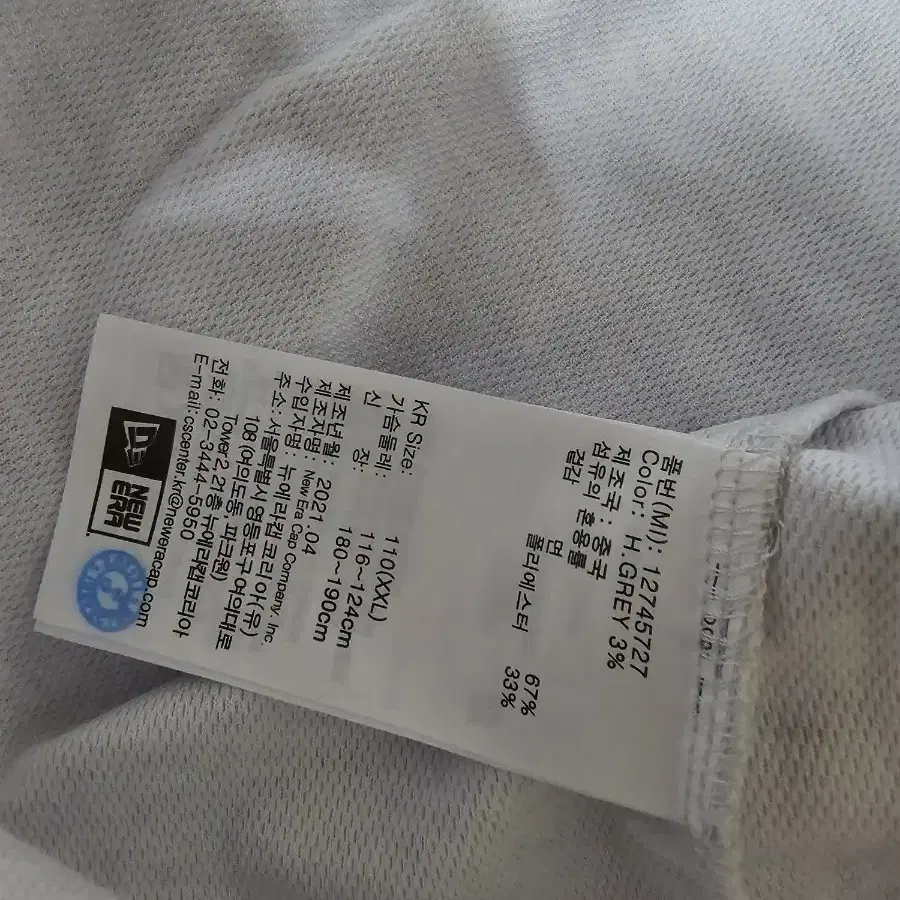 품번(MI): 12745727
Color: H.GREY 3%
제조국: 중국
섬유의 혼용률
겉감
면 67%
폴리에스터 33%
KR Size: 110(XXL)
가슴둘레: 116~124cm
신 장: 180~190cm
제조년월: 2021.04
제조자명: New Era Cap Company, Inc.
수입자명: 뉴에라캡코리아(유)
주소: 서울특별시 영등포구 여의대로
108 (여의도동, 파크원)
Tower2, 21층 뉴에라캡코리아
전화: 02-3444-5950
E-mail: cscenter.kr@neweracap.com
NEW
ERA